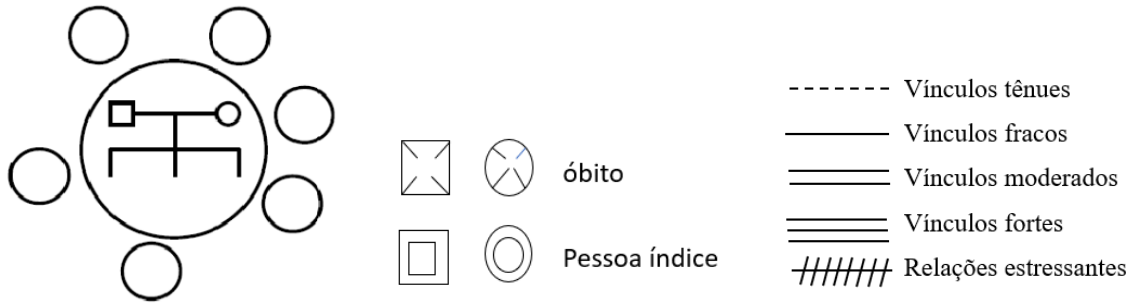 óbito
Pessoa índice
Vínculos tênues
Vínculos fracos
Vínculos moderados
Vínculos fortes
Relações estressantes